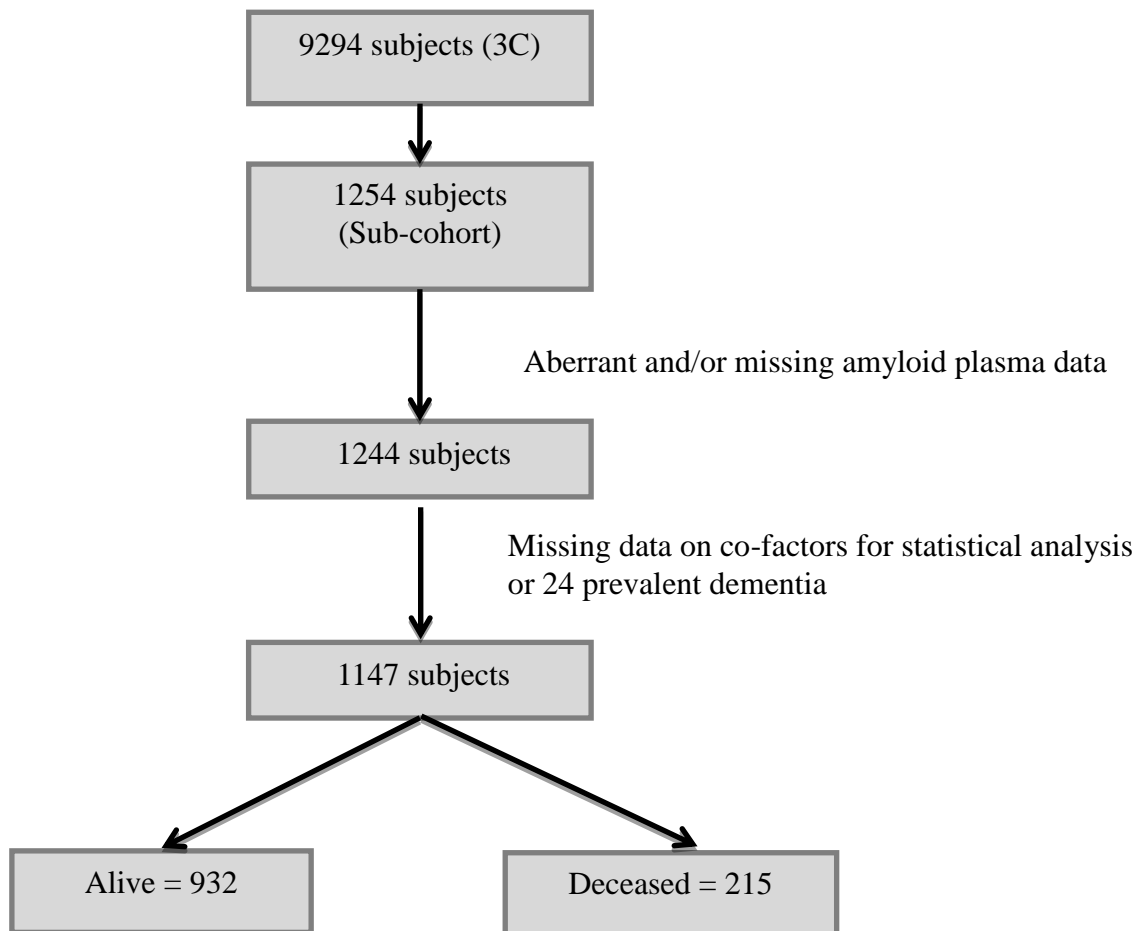 9294 subjects (3C)
1254 subjects
(Sub-cohort)
Aberrant and/or missing amyloid plasma data
1244 subjects
Missing data on co-factors for statistical analysis
or 24 prevalent dementia
1147 subjects
Alive = 932
Deceased = 215